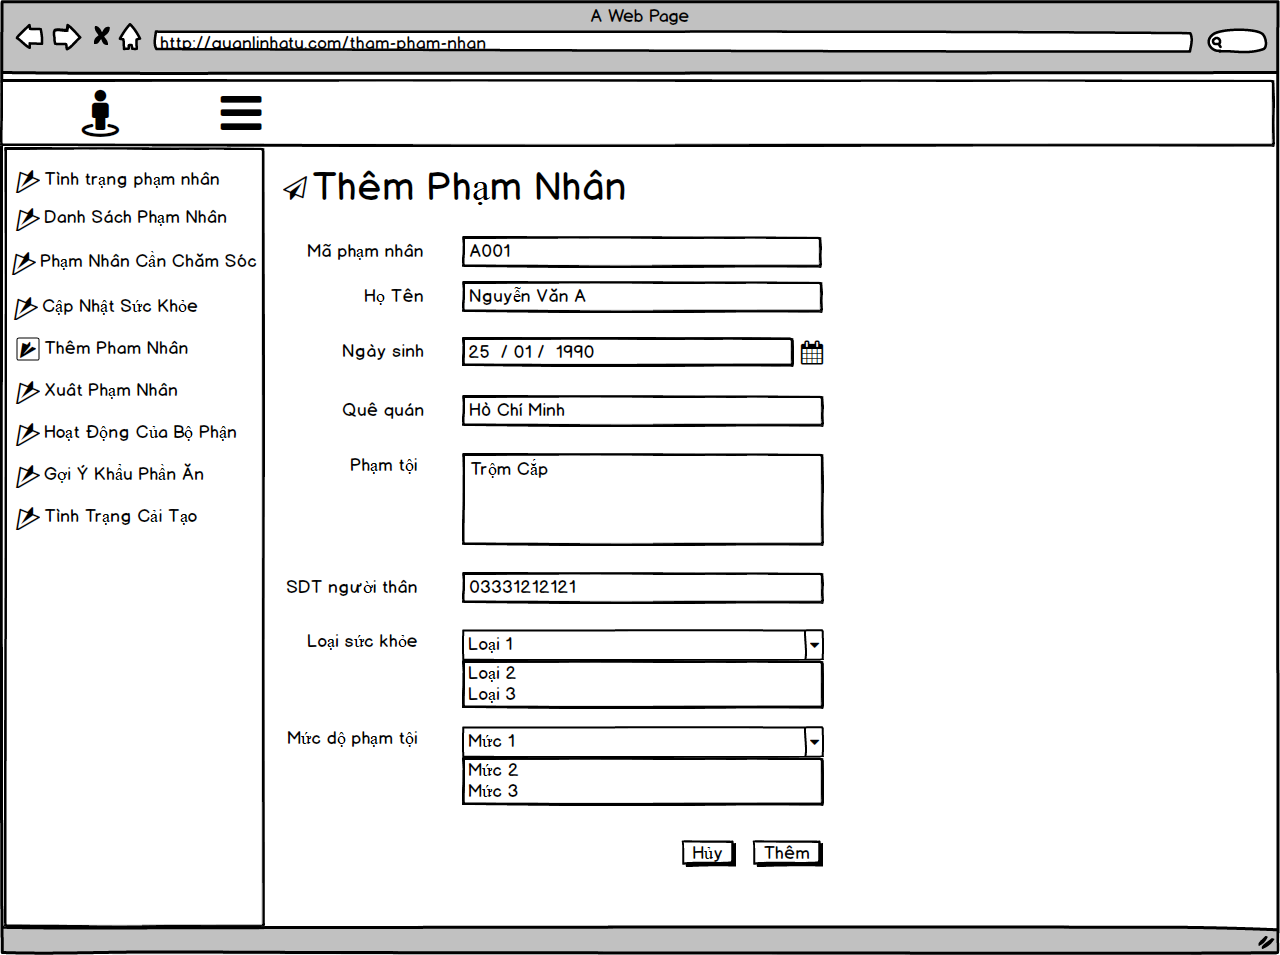 A Web Page
http://quanlinhatu.com/tham-pham-nhan
Tình trạng phạm nhân
Danh Sách Phạm Nhân
Phạm Nhân Cần Chăm Sóc
Cập Nhật Sức Khỏe
Thêm Pham Nhân
Xuât Phạm Nhân
Hoạt Động Của Bộ Phận
Gợi Ý Khẩu Phần Ăn
Tình Trạng Cải Tạo
Thêm Phạm Nhân
Mã phạm nhân A001
Họ Tên Nguyễn Văn A
Ngày sinh 25 / 01 / 1990
Quê quán Hồ Chí Minh
Phạm tội Trộm Cắp
SDT người thân 03331212121
Loại sức khỏe Loại 1
Loại 2
Loại 3
Mức dộ phạm tội Mức 1
Mức 2
Mức 3
Hủy Thêm